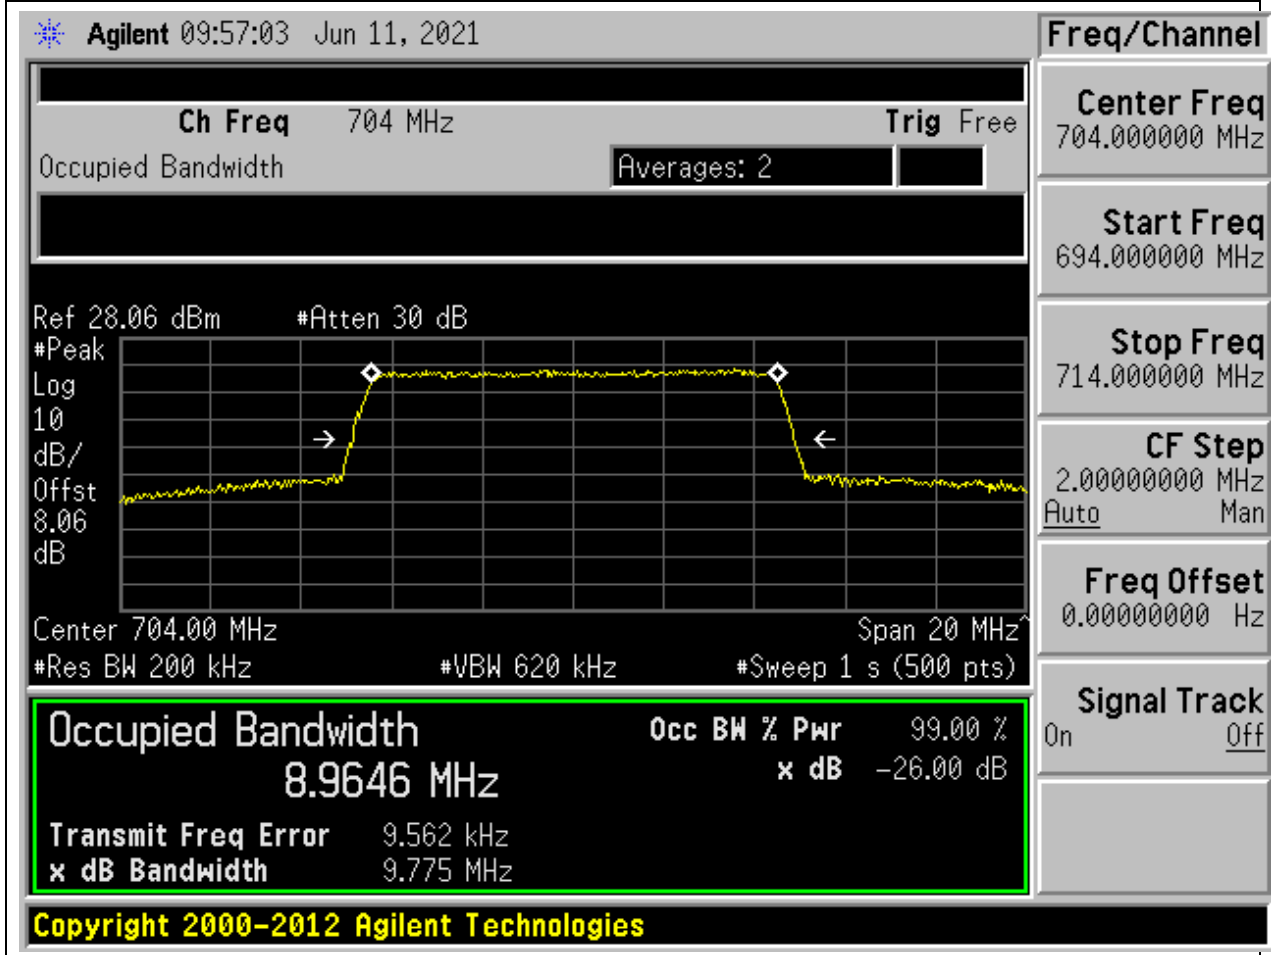 Agilent 09:57:03 Jun 11, 2021
Ch Freq 704 MHz Trig Free
Occupied Bandwidth Averages: 2
Ref 28.06 dBm #Atten 30 dB
#Peak
Log
10
dB/
Offst
8.06
dB
Center 704.00 MHz Span 20 MHz^
#Res BW 200 kHz #VBW 620 kHz #Sweep 1 s (500 pts)
Occupied Bandwidth Occ BW % Pwr 99.00 %
8.9646 MHz x dB -26.00 dB
Transmit Freq Error 9.562 kHz
x dB Bandwidth 9.775 MHz
Copyright 2000-2012 Agilent Technologies
Freq/Channel
Center Freq
704.000000 MHz
Start Freq
694.000000 MHz
Stop Freq
714.000000 MHz
CF Step
2.00000000 MHz
Auto Man
Freq Offset
0.00000000 Hz
Signal Track
On Off